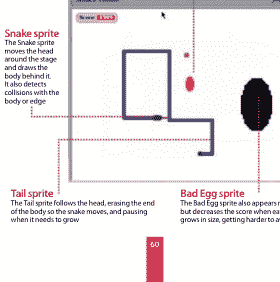 Score
Snake sprite
The Snake sprite
moves the head
around the stage
and draws the
body behind it.
It also detects
collisions with the
body or edge
Tail sprite
The Tail sprite follows the head, erasing the end
of the body so the snake moves, and pausing
when it needs to grow
Bad Egg sprite
The Bad Egg sprite also appears
but decreases the score when
grows in size, getting harder to
60